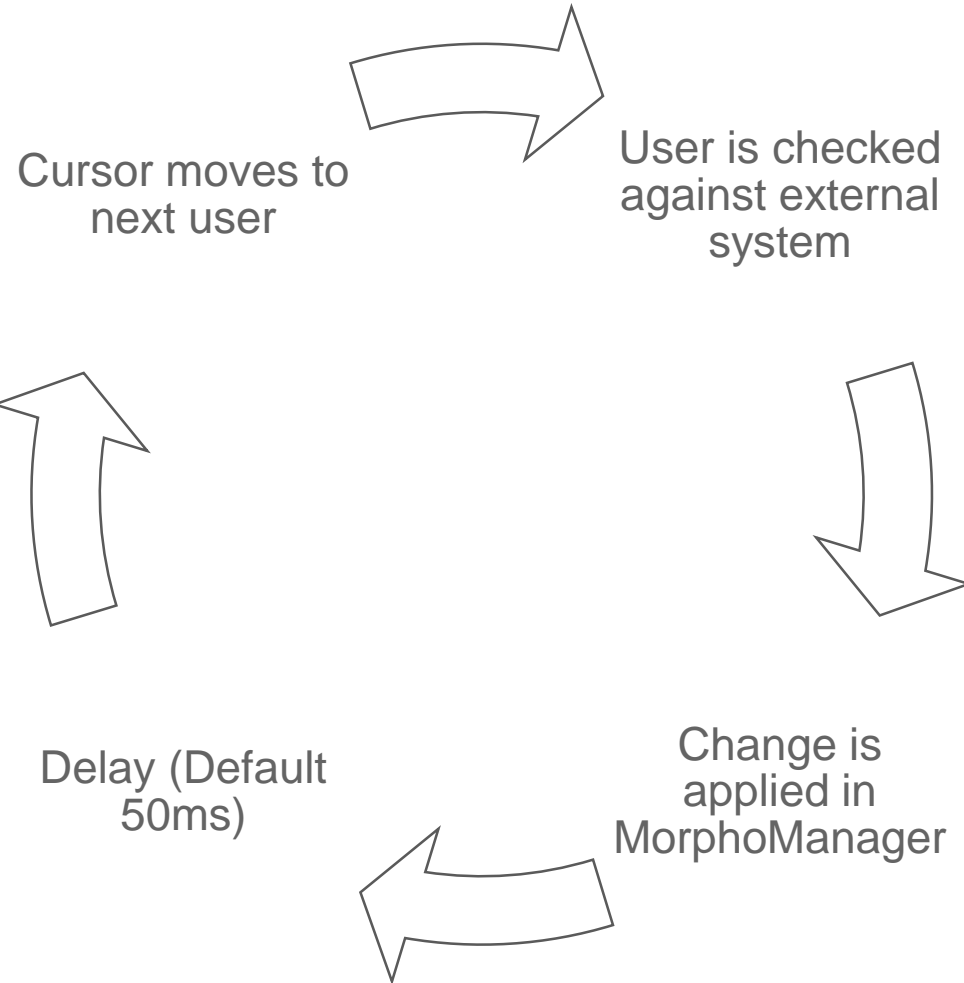 Cursor moves to
next user
User is checked
against external
system
Change is
applied in
MorphoManager
Delay (Default
50ms)